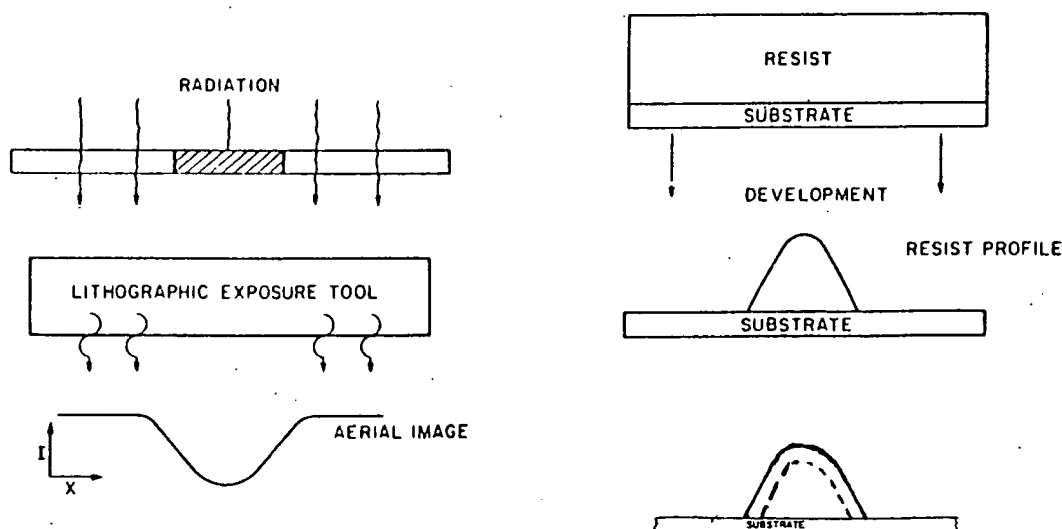 RADIATION
LITHOGRAPHIC EXPOSURE TOOL
AERIAL IMAGE
I
X
RESIST
SUBSTRATE
DEVELOPMENT
RESIST PROFILE
SUBSTRATE
SUBSTRATE